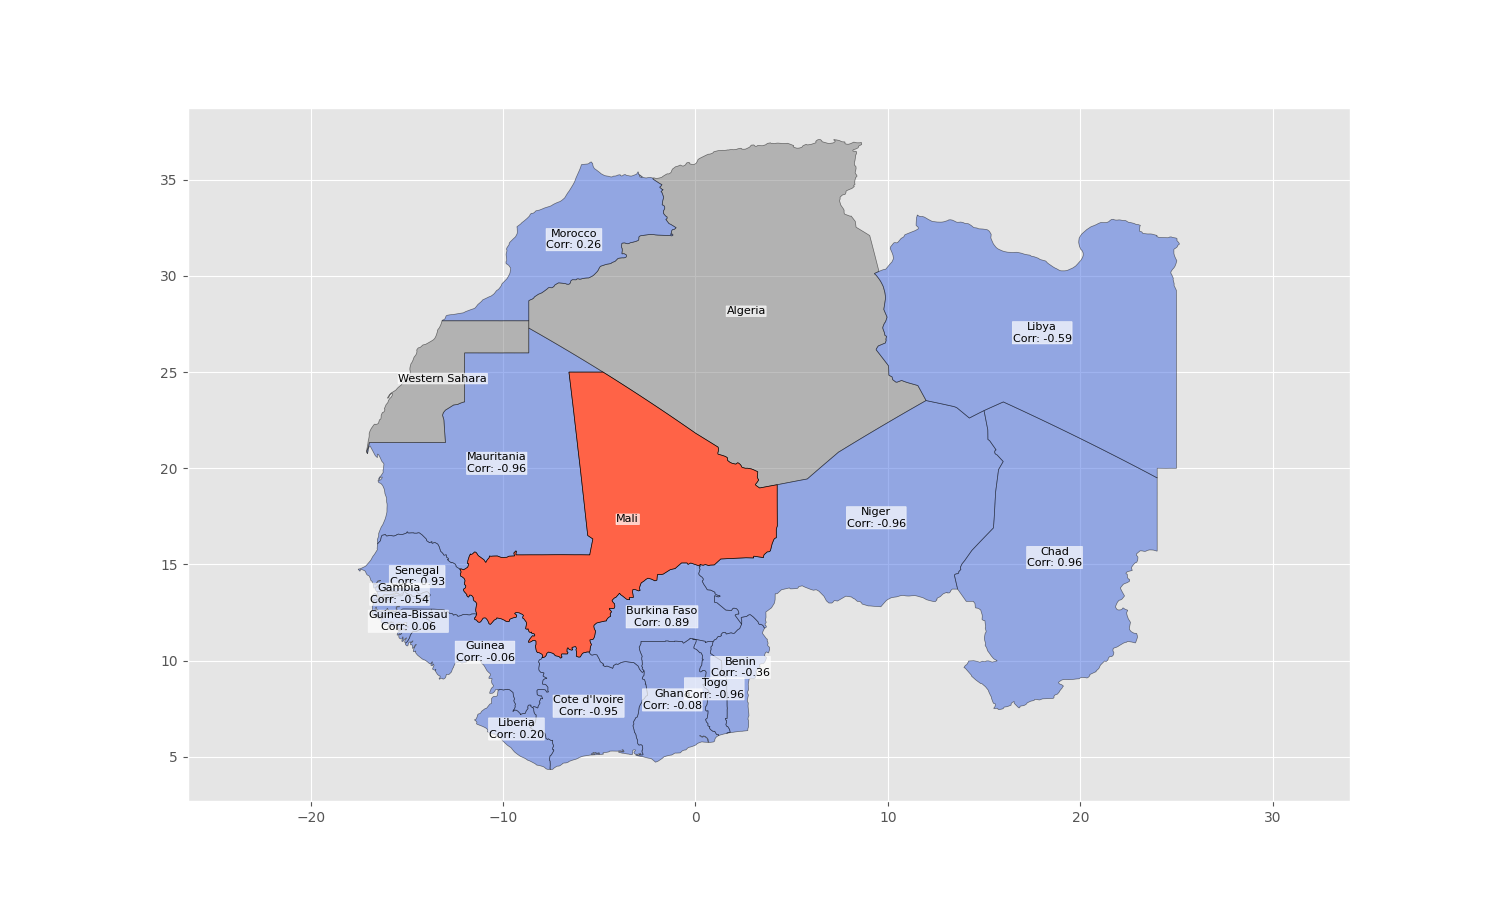 35
30
25
20
15
10
5
Morocco
Corr: 0.26
Algeria
Libya
Corr: -0.59
Western Sahara
Mauritania
Corr: -0.96
Mali
Niger
Corr: -0.96
Chad
Corr: 0.96
Senegal
Corr: 0.93
Gambia
Corr: -0.54
Guinea-Bissau
Corr: 0.06
Burkina Faso
Corr: 0.89
Guinea
Corr: -0.06
Benin
Corr: -0.36
Togo
Corr: -0.96
Ghana
Corr: -0.08
Cote d'Ivoire
Corr: -0.95
Liberia
Corr: 0.20
−20
−10
0
10
20
30